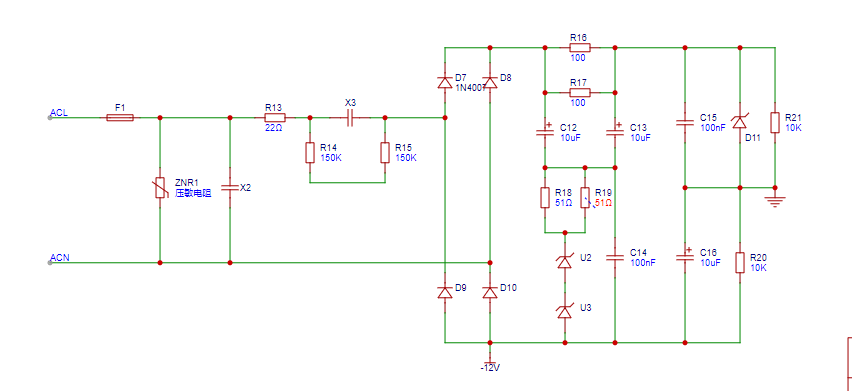 R16
100
D7
1N4007
D8
R17
100
ACL
F1
R13
22Ω
X3
C12
10uF
C13
10uF
C15
100nF
D11
R21
10K
R14
150K
R15
150K
ZNR1
压敏电阻
X2
R18
51Ω
R19
51Ω
ACN
U2
C14
100nF
C16
10uF
R20
10K
D9
D10
U3
-12V